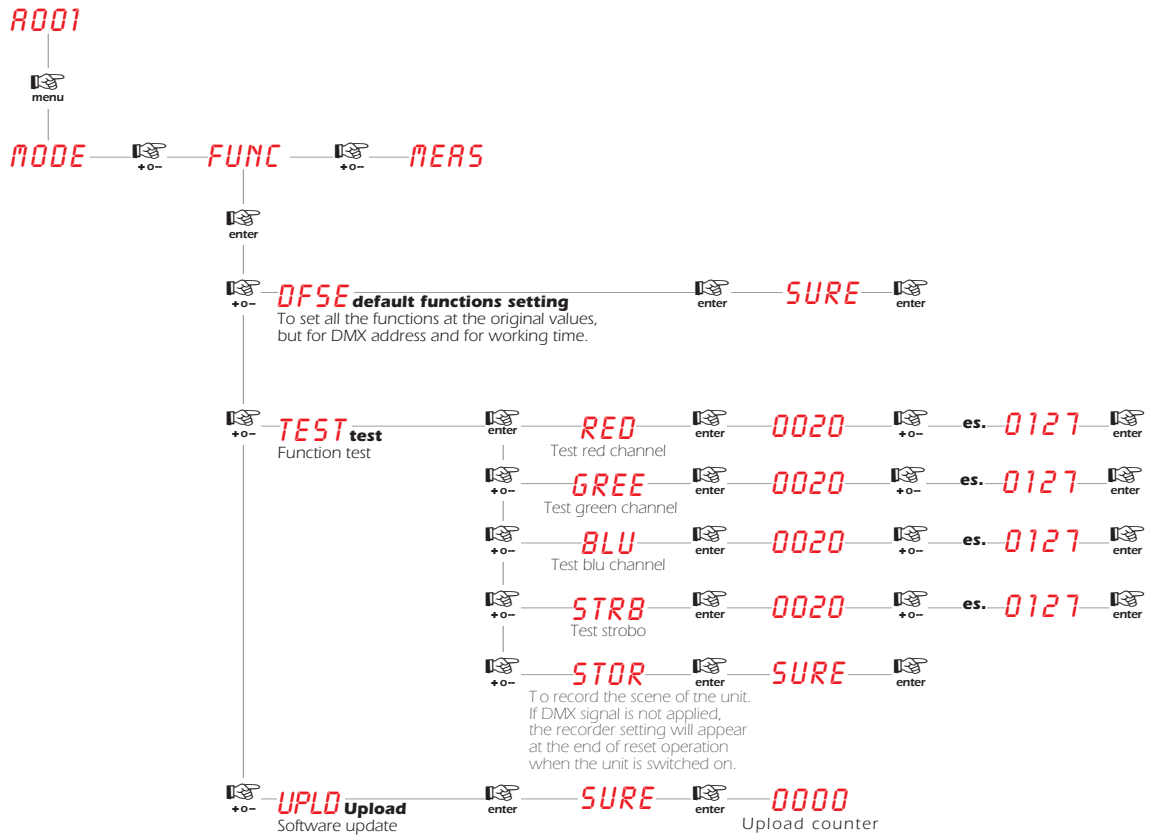 A001
menu
MODE +o– FUNC +o– MEAS
enter
+o– DFSE default functions setting enter SURE enter
To set all the functions at the original values,
but for DMX address and for working time.
+o– TEST test enter RED enter 0020 +o– es. 0127 enter
Function test Test red channel
+o– GREE enter 0020 +o– es. 0127 enter
Test green channel
+o– BLU enter 0020 +o– es. 0127 enter
Test blu channel
+o– STRB enter 0020 +o– es. 0127 enter
Test strobo
+o– STOR enter SURE enter
To record the scene of the unit.
If DMX signal is not applied,
the recorder setting will appear
at the end of reset operation
when the unit is switched on.
+o– UPLD Upload enter SURE enter 0000
Software update Upload counter